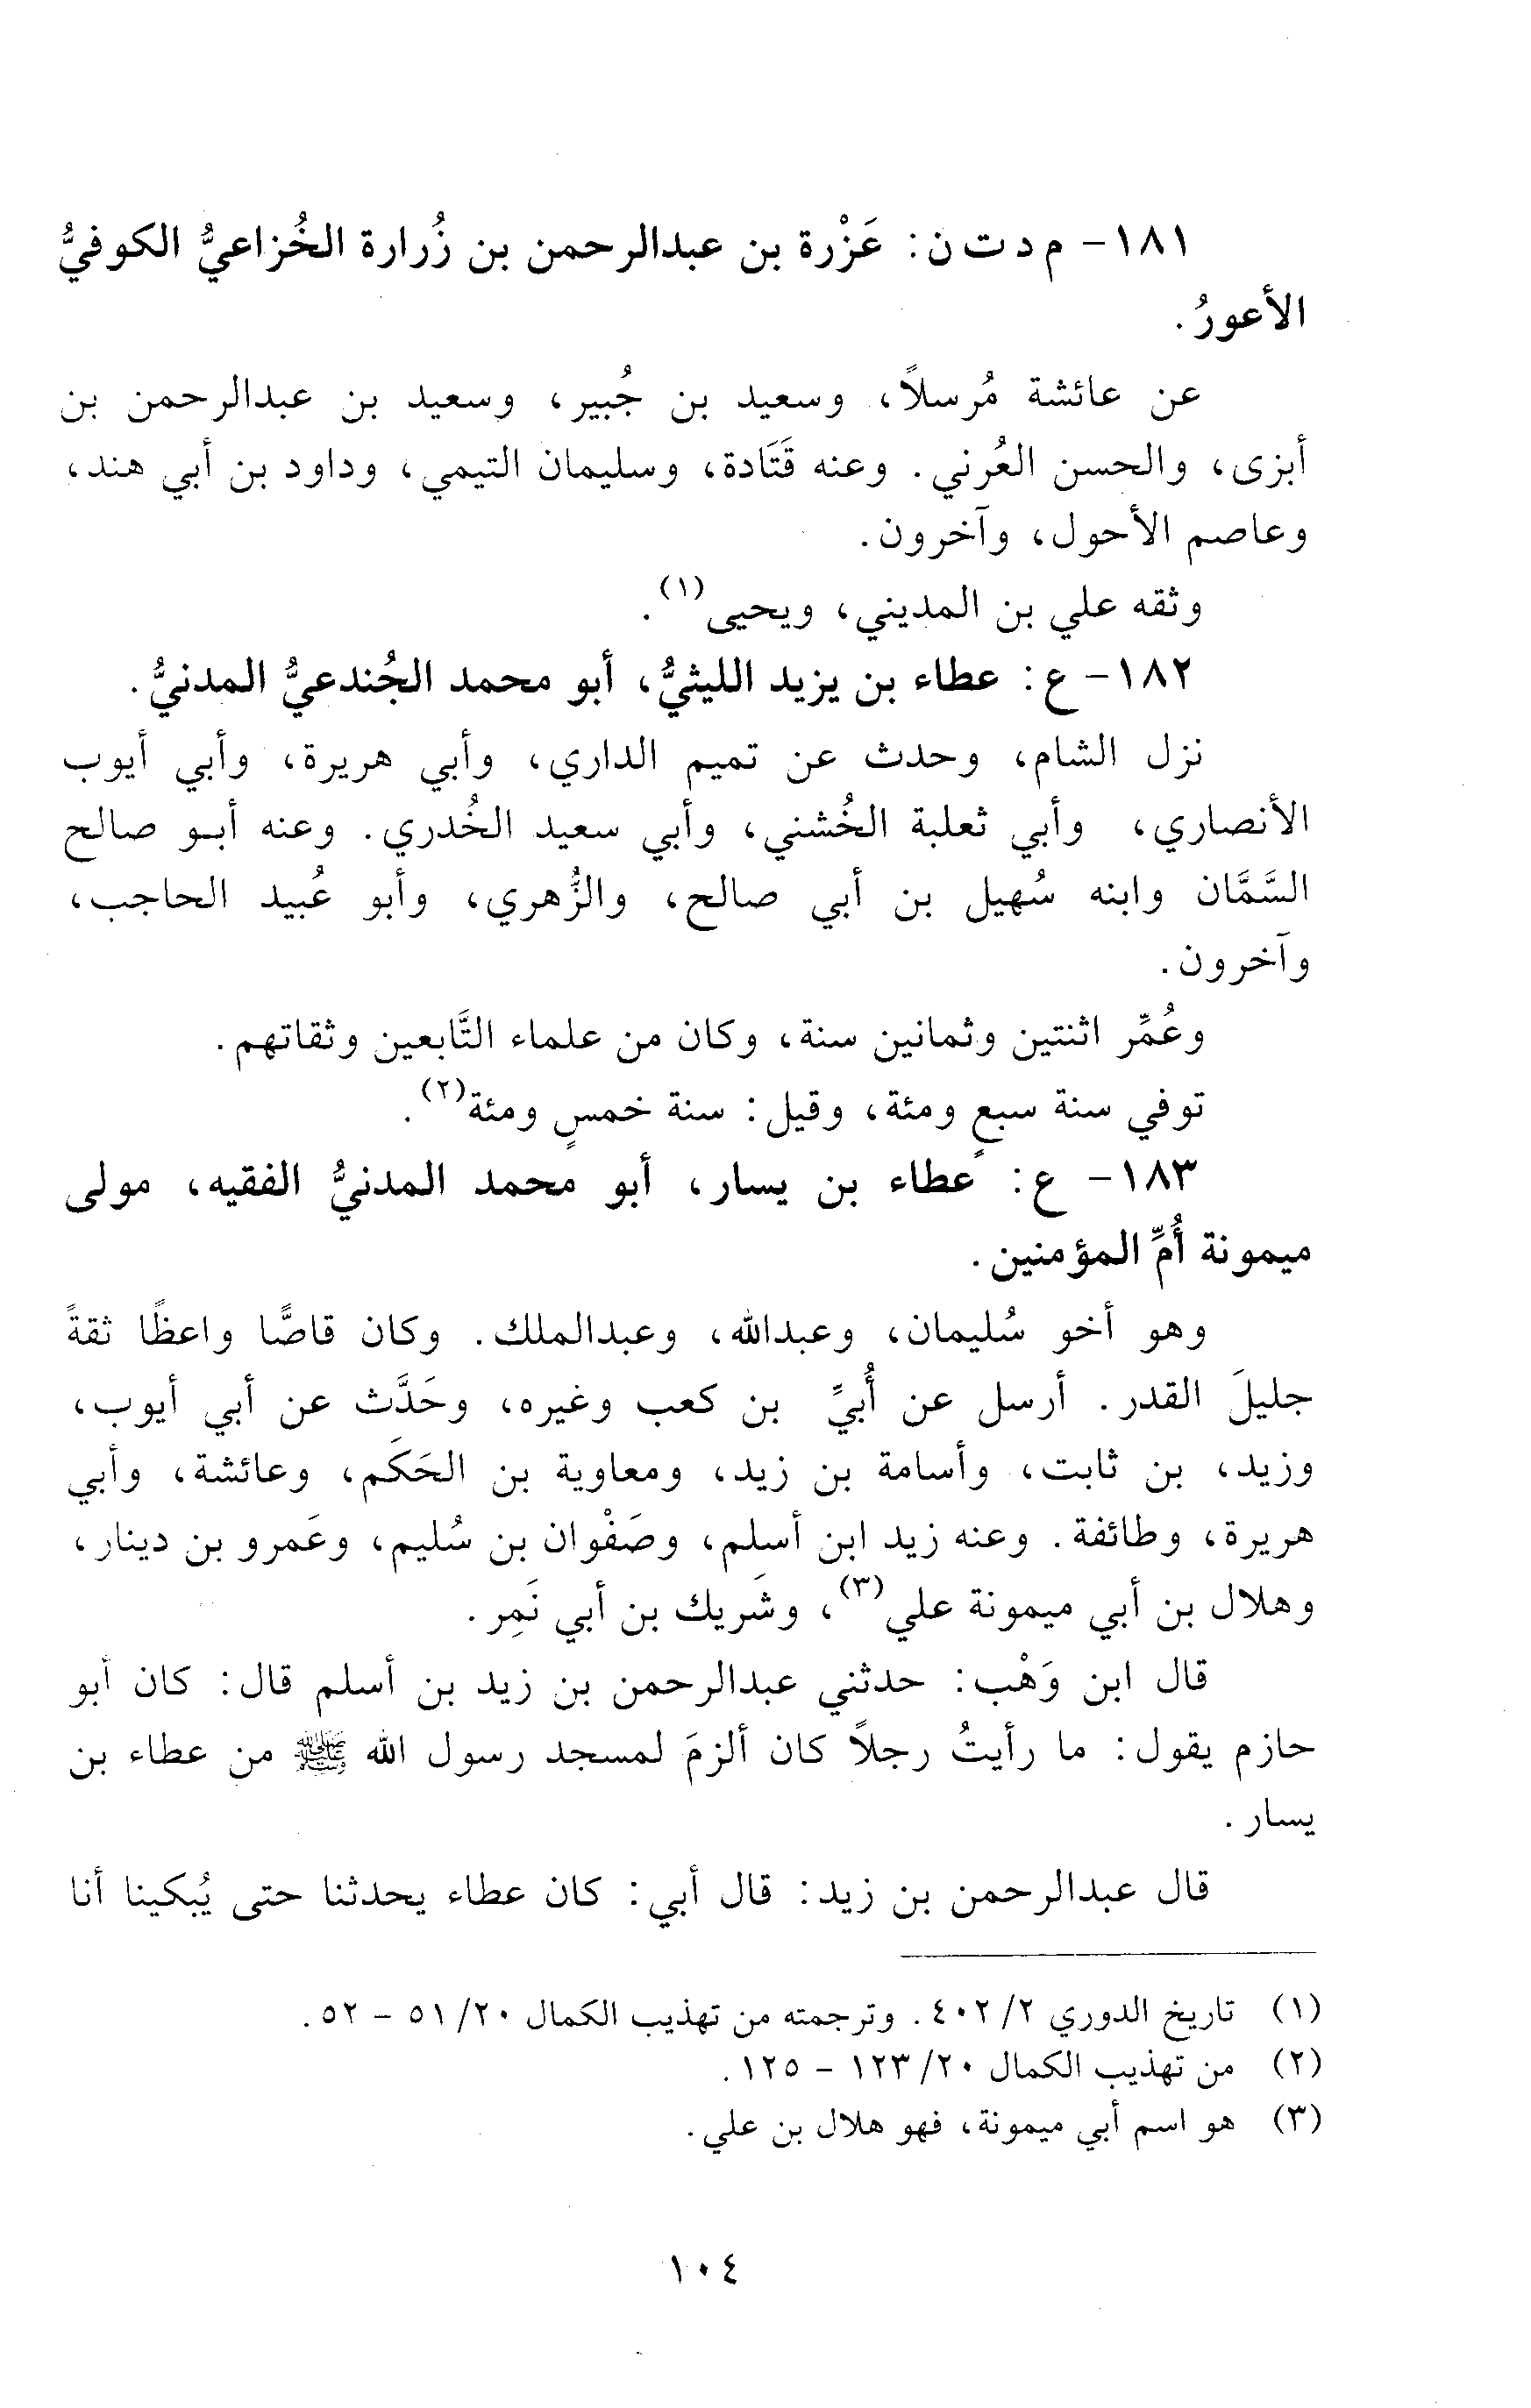 ١٨١- م د ت ن: عَزْرة بن عبدالرحمن بن زُرارة الخُزاعيُّ الكوفيُّ
الأعورُ.
عن عائشة مُرسلاً، وسعيد بن جُبير، وسعيد بن عبدالرحمن بن
أبزى، والحسن العُرني. وعنه قَتَادة، وسليمان التيمي، وداود بن أبي هند،
وعاصم الأحول، وآخرون.
وثقه علي بن المديني، ويحيى(١).
١٨٢- ع: عطاء بن يزيد الليثيُّ، أبو محمد الجُندعيُّ المدنيُّ.
نزل الشام، وحدث عن تميم الداري، وأبي هريرة، وأبي أيوب
الأنصاري، وأبي ثعلبة الخُشني، وأبي سعيد الخُدري. وعنه أبو صالح
السَّمَّان وابنه سُهيل بن أبي صالح، والزُّهري، وأبو عُبيد الحاجب،
وآخرون.
وعُمِّر اثنتين وثمانين سنة، وكان من علماء التَّابعين وثقاتهم.
توفي سنة سبعٍ ومئة، وقيل: سنة خمسٍ ومئة(٢).
١٨٣- ع: عطاء بن يسار، أبو محمد المدنيُّ الفقيه، مولى
ميمونة أُمِّ المؤمنين.
وهو أخو سُليمان، وعبدالله، وعبدالملك. وكان قاصًّا واعظًا ثقةً
جليلَ القدر. أرسل عن أُبيِّ بن كعب وغيره، وحَدَّث عن أبي أيوب،
وزيد، بن ثابت، وأسامة بن زيد، ومعاوية بن الحَكَم، وعائشة، وأبي
هريرة، وطائفة. وعنه زيد ابن أسلم، وصَفْوان بن سُليم، وعَمرو بن دينار،
وهلال بن أبي ميمونة علي(٣)، وشَريك بن أبي نَمِر.
قال ابن وَهْب: حدثني عبدالرحمن بن زيد بن أسلم قال: كان أبو
حازم يقول: ما رأيتُ رجلاً كان ألزمَ لمسجد رسول الله ﷺ من عطاء بن
يسار.
قال عبدالرحمن بن زيد: قال أبي: كان عطاء يحدثنا حتى يُبكينا أنا
(١) تاريخ الدوري ٢/ ٤٠٢. وترجمته من تهذيب الكمال ٢٠/ ٥١ - ٥٢.
(٢) من تهذيب الكمال ٢٠/ ١٢٣ - ١٢٥.
(٣) هو اسم أبي ميمونة، فهو هلال بن علي.
١٠٤